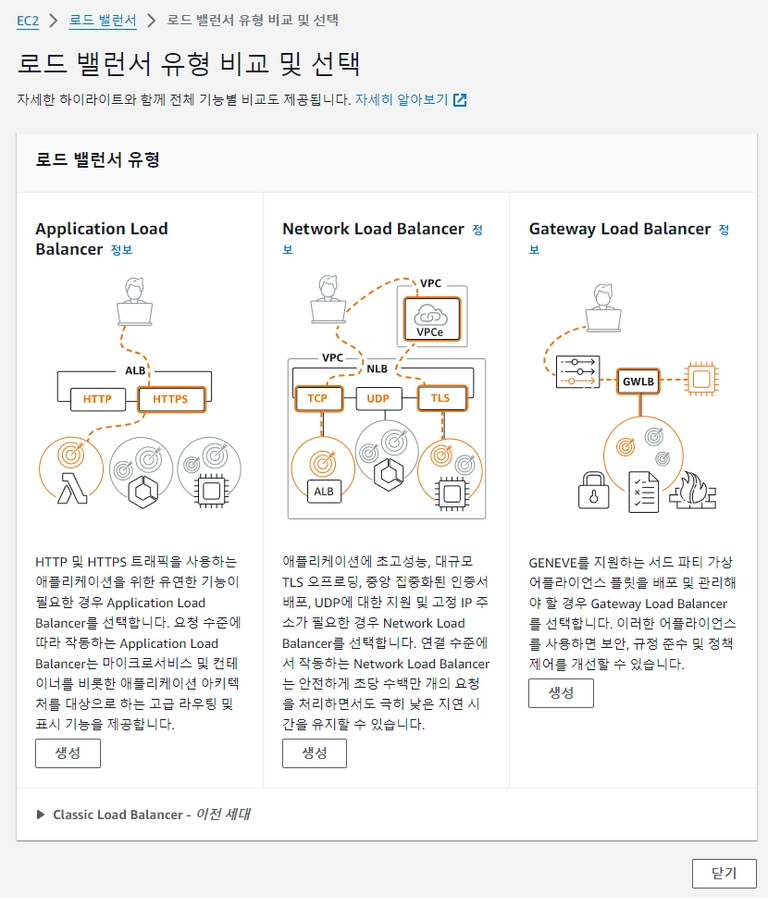 EC2 > 로드 밸런서 > 로드 밸런서 유형 비교 및 선택
로드 밸런서 유형 비교 및 선택
자세한 하이라이트와 함께 전체 기능별 비교도 제공됩니다. 자세히 알아보기
로드 밸런서 유형
Application Load
Balancer 정보
ALB
HTTP
HTTPS
HTTP 및 HTTPS 트래픽을 사용하는
애플리케이션을 위한 유연한 기능이
필요한 경우 Application Load
Balancer를 선택합니다. 요청 수준에
따라 작동하는 Application Load
Balancer는 마이크로서비스 및 컨테
이너를 비롯한 애플리케이션 아키텍
처를 대상으로 하는 고급 라우팅 및
표시 기능을 제공합니다.
생성
Network Load Balancer 정
보
VPC
VPCe
VPC
NLB
TCP
UDP
TLS
ALB
애플리케이션에 초고성능, 대규모
TLS 오프로딩, 중앙 집중화된 인증서
배포, UDP에 대한 지원 및 고정 IP 주
소가 필요한 경우 Network Load
Balancer를 선택합니다. 연결 수준에
서 작동하는 Network Load Balancer
는 안전하게 초당 수백만 개의 요청
을 처리하면서도 극히 낮은 지연 시
간을 유지할 수 있습니다.
생성
Gateway Load Balancer 정
보
GWLB
GENEVE를 지원하는 서드 파티 가상
어플라이언스 플릿을 배포 및 관리해
야 할 경우 Gateway Load Balancer
를 선택합니다. 이러한 어플라이언스
를 사용하면 보안, 규정 준수 및 정책
제어를 개선할 수 있습니다.
생성
Classic Load Balancer - 이전 세대
닫기